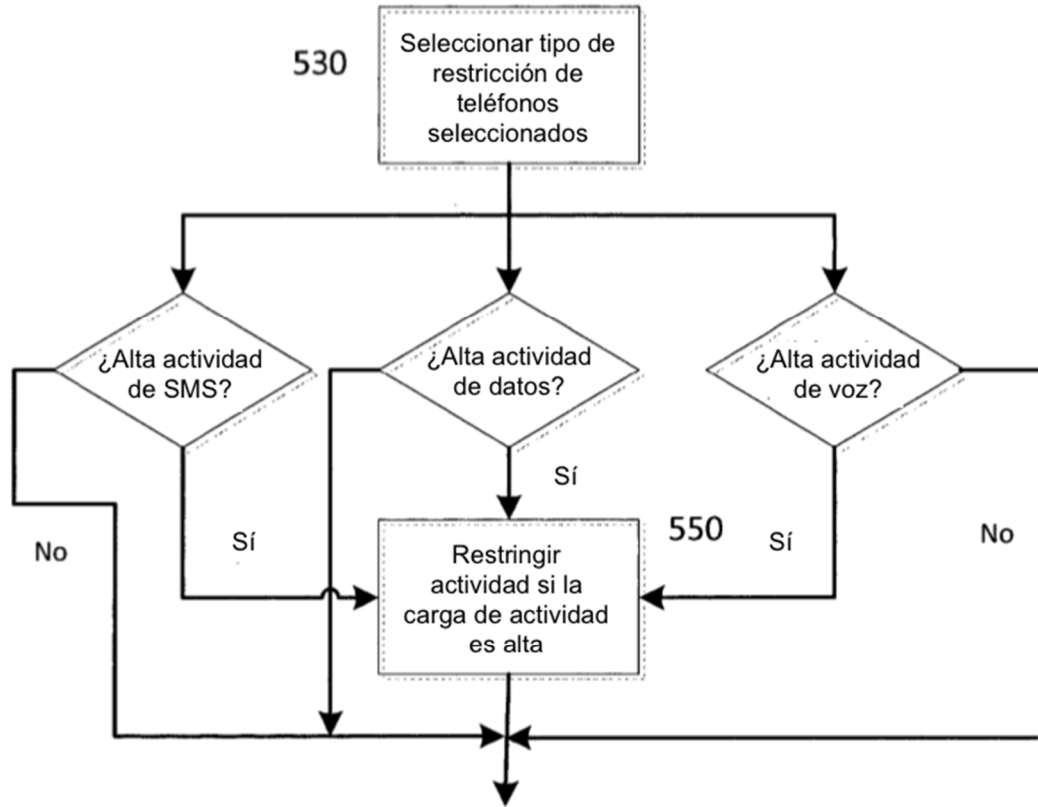 530
Seleccionar tipo de
restricción de
teléfonos
seleccionados
¿Alta actividad
de SMS?
¿Alta actividad
de datos?
¿Alta actividad
de voz?
Sí
No
Sí
550
Sí
No
Restringir
actividad si la
carga de actividad
es alta